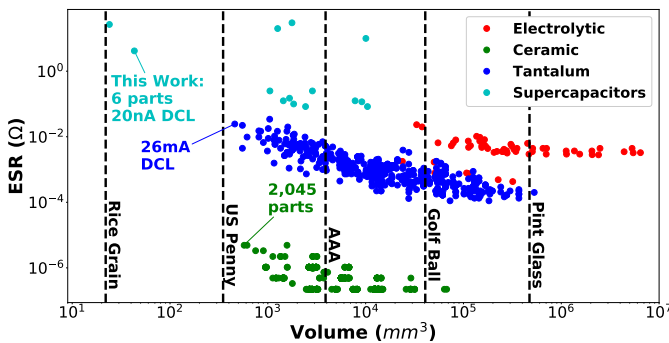 Electrolytic
Ceramic
Tantalum
Supercapacitors
This Work:
6 parts
20nA DCL
26mA
DCL
2,045
parts
Rice Grain
US Penny
AAA
Golf Ball
Pint Glass
ESR (Ω)
10⁰
10⁻²
10⁻⁴
10⁻⁶
10¹
10²
10³
10⁴
10⁵
10⁶
10⁷
Volume (mm³)